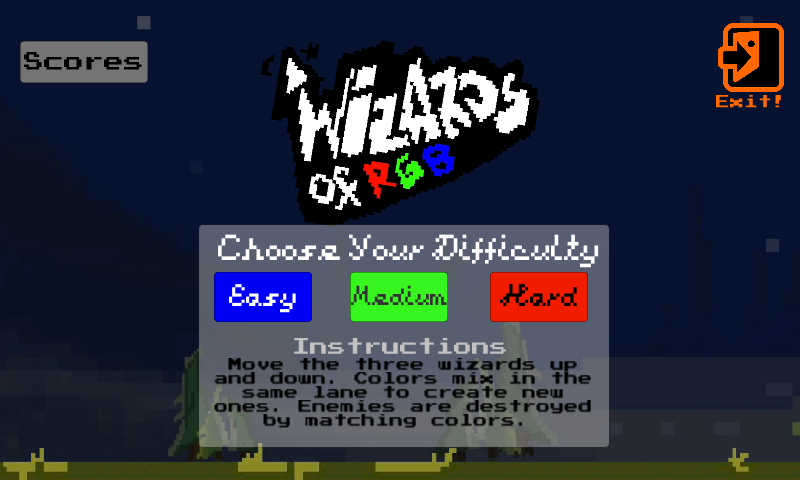 Scores
Exit!
WiZARDS
OF RGB
Choose Your Difficulty
Easy
Medium
Hard
Instructions
Move the three wizards up
and down. Colors mix in the
same lane to create new
ones. Enemies are destroyed
by matching colors.